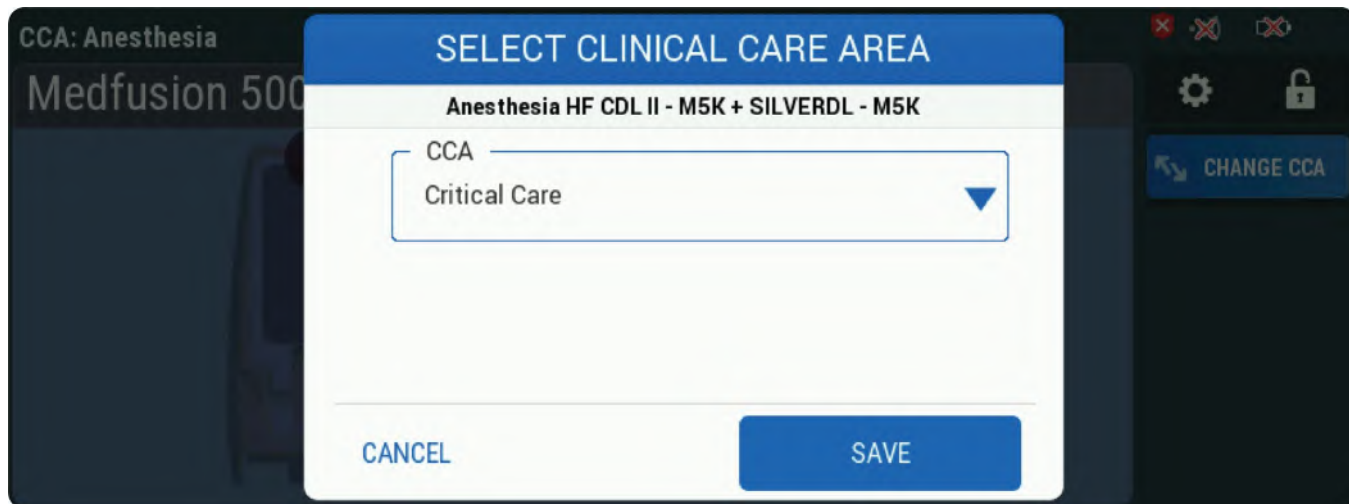 CCA: Anesthesia
Medfusion 500
SELECT CLINICAL CARE AREA
Anesthesia HF CDL II - M5K + SILVERDL - M5K
CCA
Critical Care
CHANGE CCA
CANCEL
SAVE